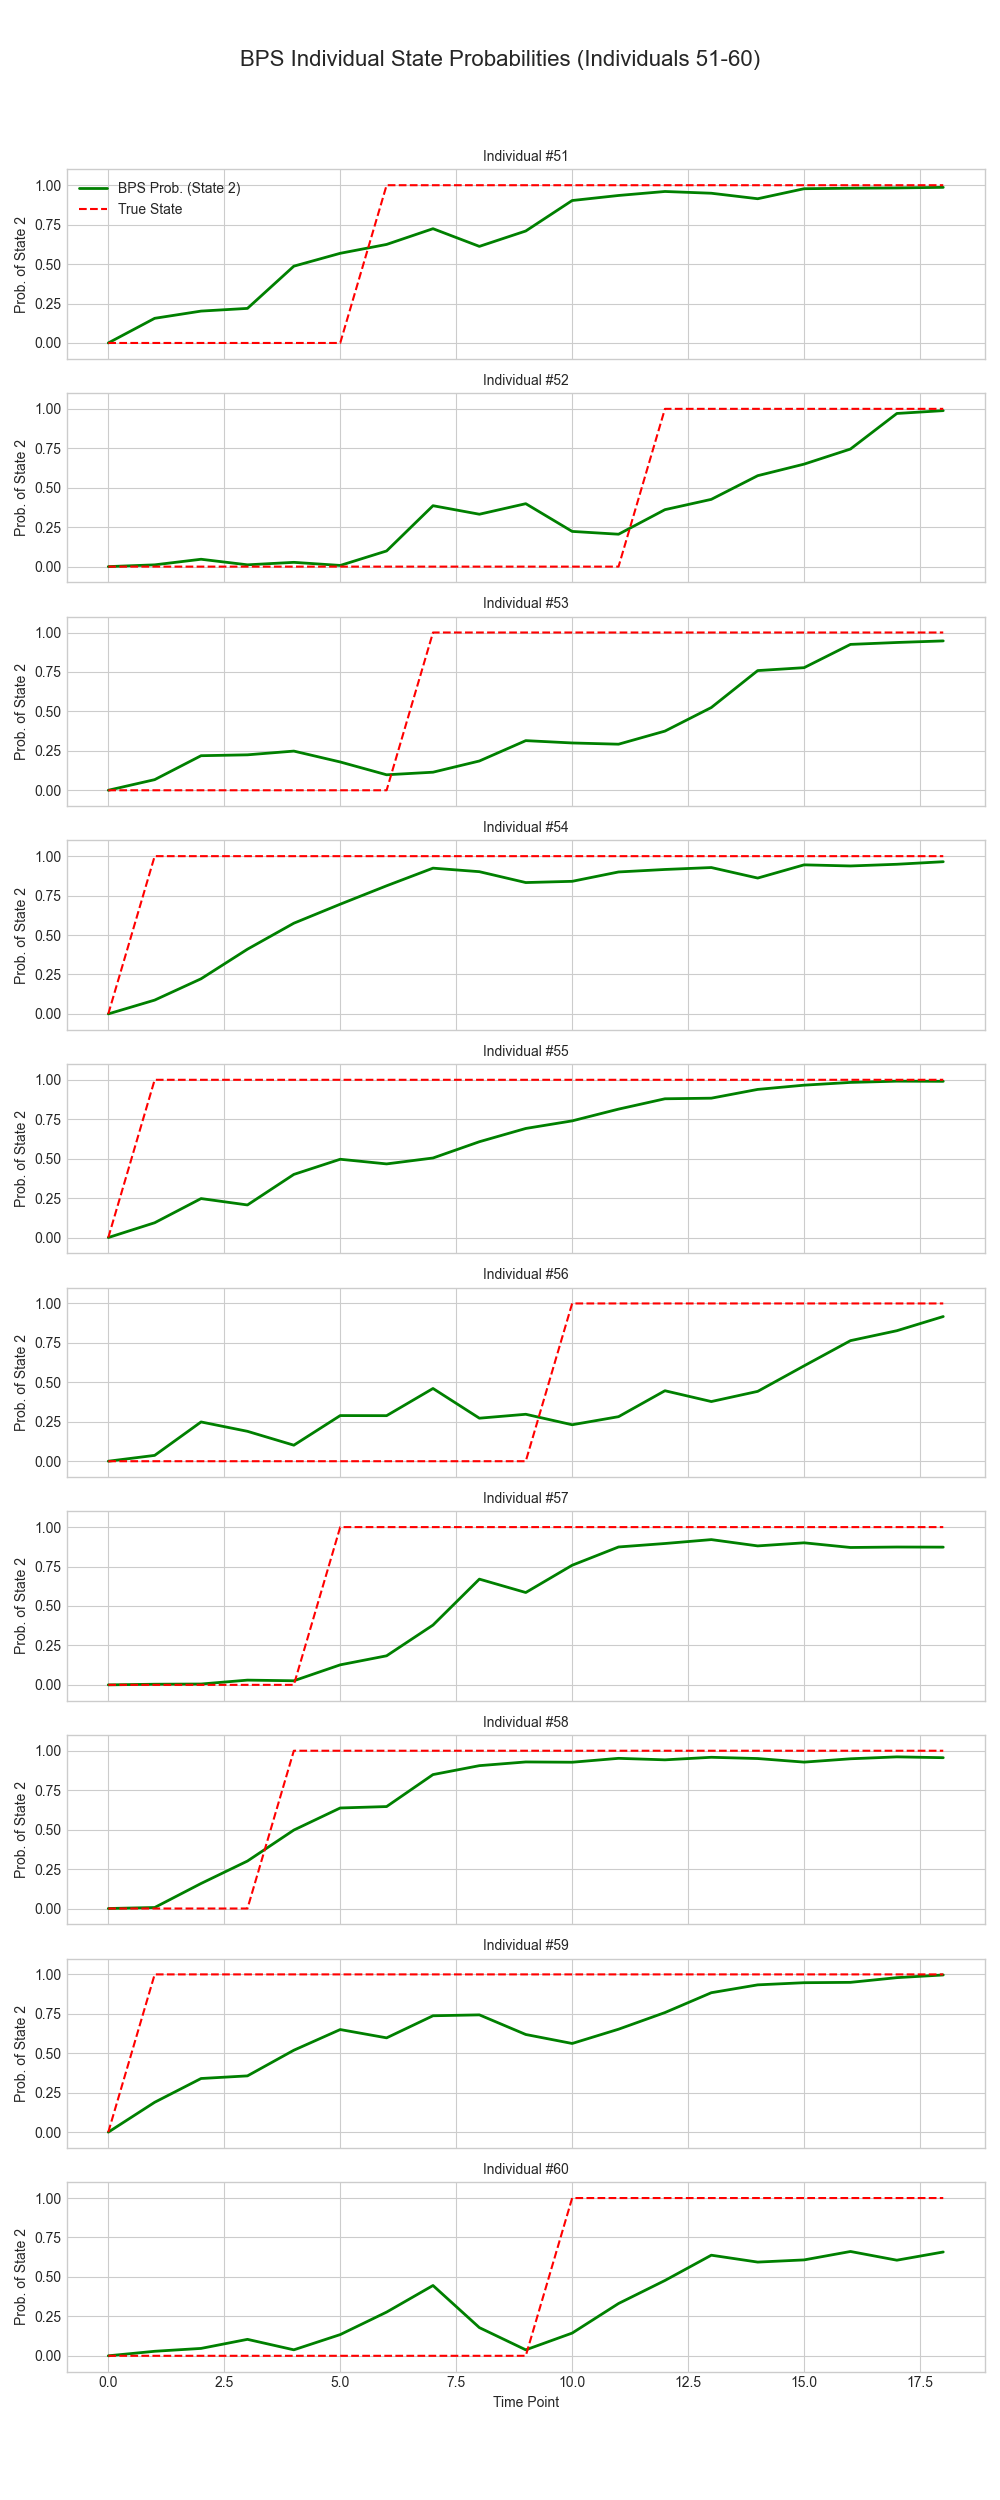 BPS Individual State Probabilities (Individuals 51-60)
Individual #51
1.00
0.75
0.50
0.25
0.00
Prob. of State 2
BPS Prob. (State 2)
True State
Individual #52
1.00
0.75
0.50
0.25
0.00
Prob. of State 2
Individual #53
1.00
0.75
0.50
0.25
0.00
Prob. of State 2
Individual #54
1.00
0.75
0.50
0.25
0.00
Prob. of State 2
Individual #55
1.00
0.75
0.50
0.25
0.00
Prob. of State 2
Individual #56
1.00
0.75
0.50
0.25
0.00
Prob. of State 2
Individual #57
1.00
0.75
0.50
0.25
0.00
Prob. of State 2
Individual #58
1.00
0.75
0.50
0.25
0.00
Prob. of State 2
Individual #59
1.00
0.75
0.50
0.25
0.00
Prob. of State 2
Individual #60
1.00
0.75
0.50
0.25
0.00
Prob. of State 2
0.0 2.5 5.0 7.5 10.0 12.5 15.0 17.5
Time Point